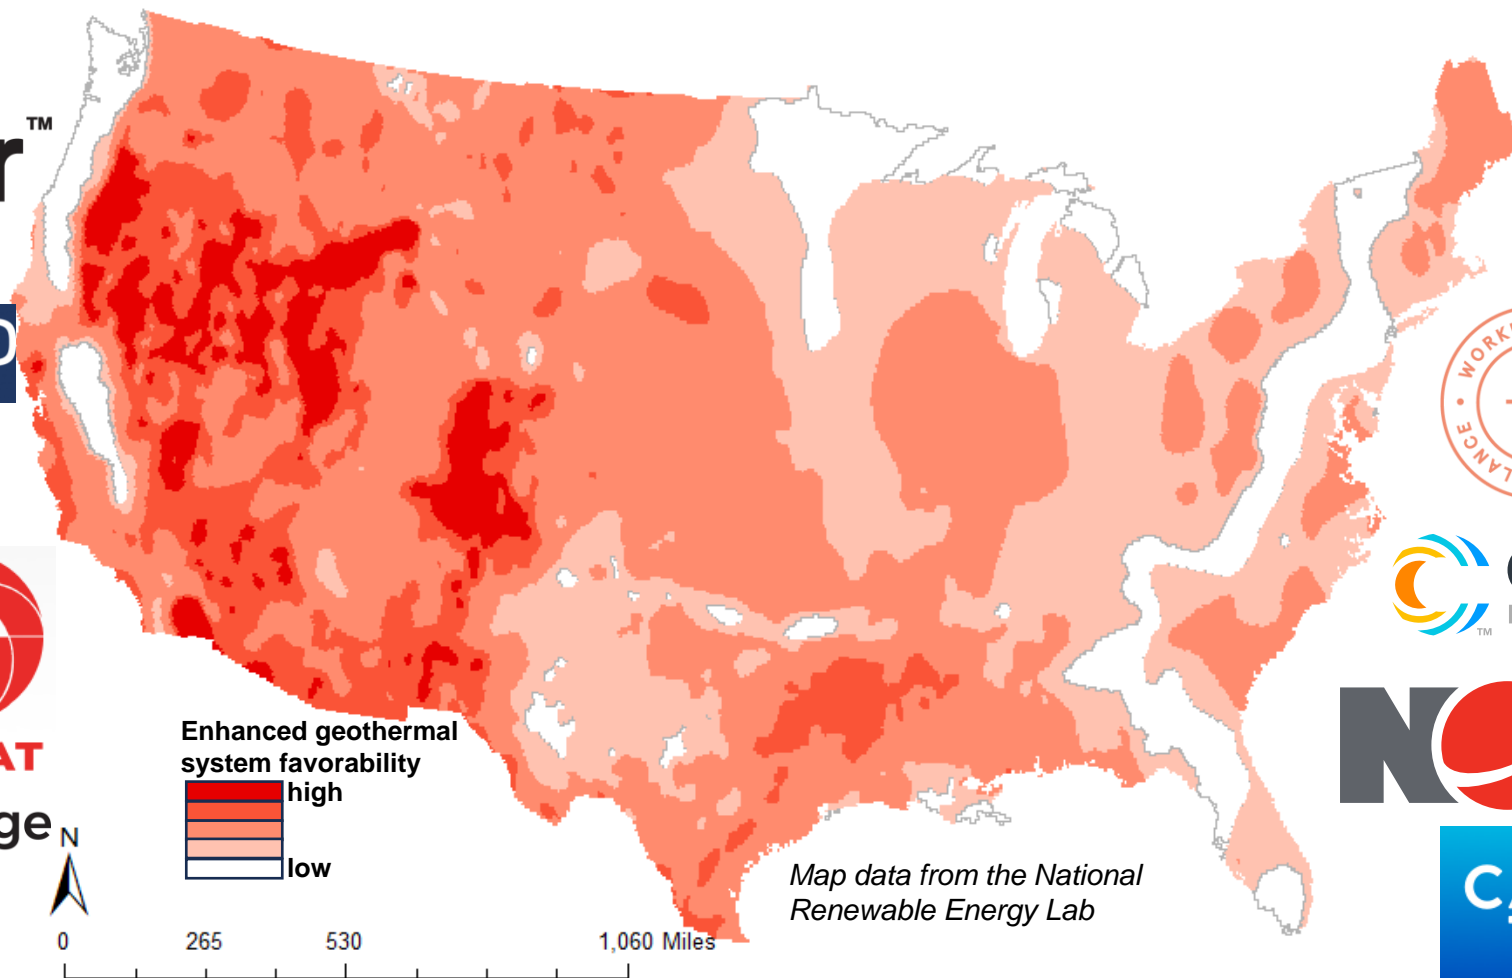 ™
r
Enhanced geothermal
system favorability
high
low
N
0 265 530 1,060 Miles
Map data from the National
Renewable Energy Lab
AT
ge
TM